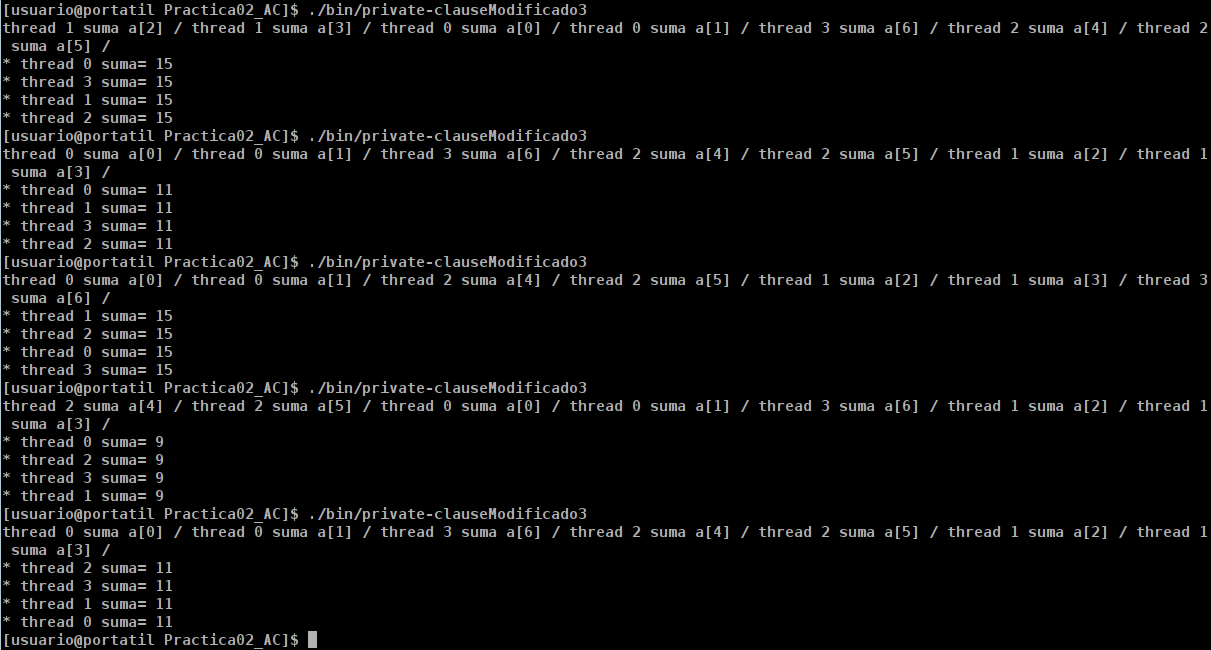 [usuario@portatil Practica02_AC]$ ./bin/private-clauseModificado3
thread 1 suma a[2] / thread 1 suma a[3] / thread 0 suma a[0] / thread 0 suma a[1] / thread 3 suma a[6] / thread 2 suma a[4] / thread 2
 suma a[5] /
* thread 0 suma= 15
* thread 3 suma= 15
* thread 1 suma= 15
* thread 2 suma= 15
[usuario@portatil Practica02_AC]$ ./bin/private-clauseModificado3
thread 0 suma a[0] / thread 0 suma a[1] / thread 3 suma a[6] / thread 2 suma a[4] / thread 2 suma a[5] / thread 1 suma a[2] / thread 1
 suma a[3] /
* thread 0 suma= 11
* thread 1 suma= 11
* thread 3 suma= 11
* thread 2 suma= 11
[usuario@portatil Practica02_AC]$ ./bin/private-clauseModificado3
thread 0 suma a[0] / thread 0 suma a[1] / thread 2 suma a[4] / thread 2 suma a[5] / thread 1 suma a[2] / thread 1 suma a[3] / thread 3
 suma a[6] /
* thread 1 suma= 15
* thread 2 suma= 15
* thread 0 suma= 15
* thread 3 suma= 15
[usuario@portatil Practica02_AC]$ ./bin/private-clauseModificado3
thread 2 suma a[4] / thread 2 suma a[5] / thread 0 suma a[0] / thread 0 suma a[1] / thread 3 suma a[6] / thread 1 suma a[2] / thread 1
 suma a[3] /
* thread 0 suma= 9
* thread 2 suma= 9
* thread 3 suma= 9
* thread 1 suma= 9
[usuario@portatil Practica02_AC]$ ./bin/private-clauseModificado3
thread 0 suma a[0] / thread 0 suma a[1] / thread 3 suma a[6] / thread 2 suma a[4] / thread 2 suma a[5] / thread 1 suma a[2] / thread 1
 suma a[3] /
* thread 2 suma= 11
* thread 3 suma= 11
* thread 1 suma= 11
* thread 0 suma= 11
[usuario@portatil Practica02_AC]$